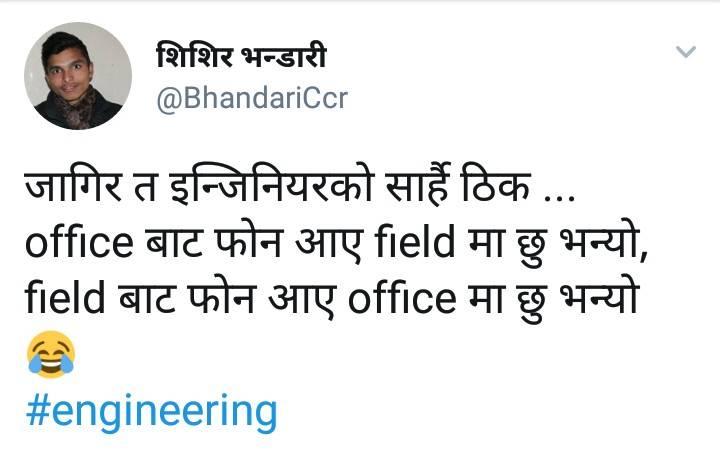 शिशिर भन्डारी
@BhandariCcr
जागिर त इन्जिनियरको सार्है ठिक ...
office बाट फोन आए field मा छु भन्यो,
field बाट फोन आए office मा छु भन्यो
😂
#engineering